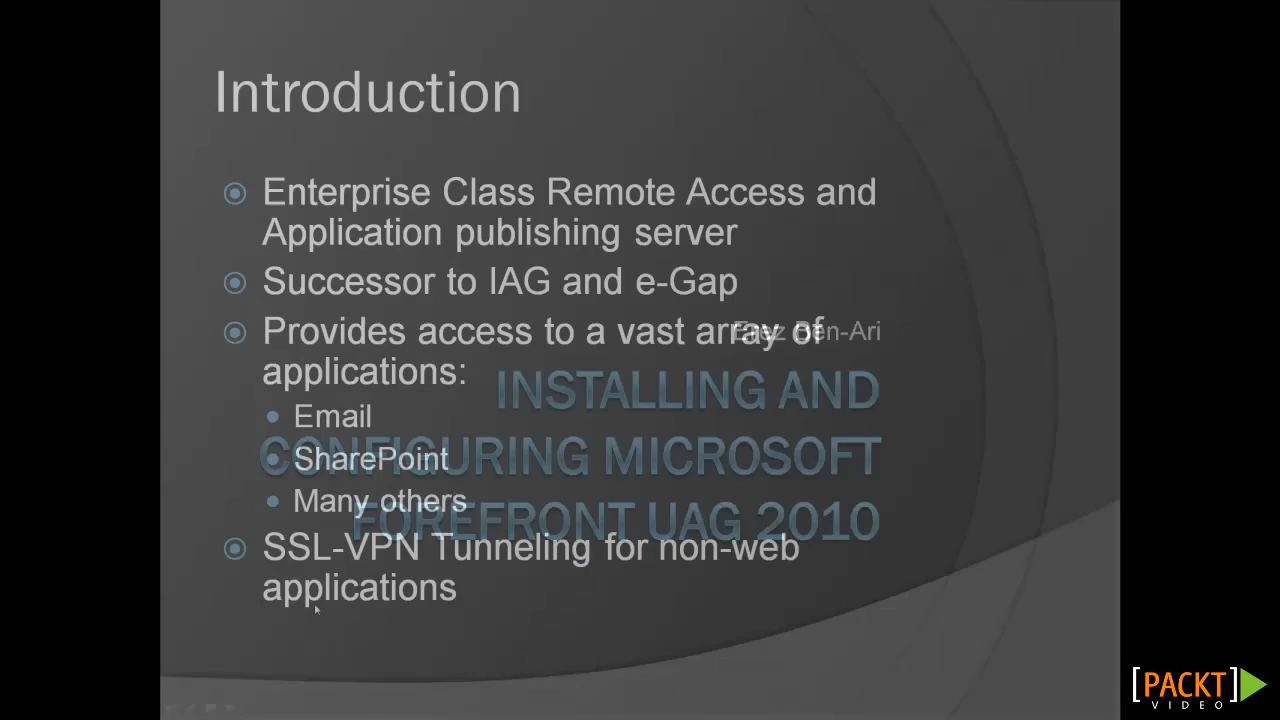 Introduction
Enterprise Class Remote Access and
Application publishing server
Successor to IAG and e-Gap
Provides access to a vast array of
applications:
Email
SharePoint
Many others
SSL-VPN Tunneling for non-web
applications
Erez Ben-Ari
INSTALLING AND
CONFIGURING MICROSOFT
FOREFRONT UAG 2010
[PACKT]
VIDEO